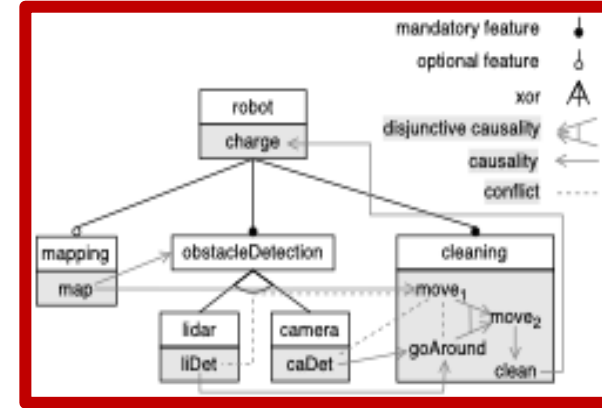 mandatory feature
optional feature
xor
disjunctive causality
causality
conflict
robot
charge
mapping
map
obstacleDetection
cleaning
move₁
move₂
goAround
clean
lidar
liDet
camera
caDet